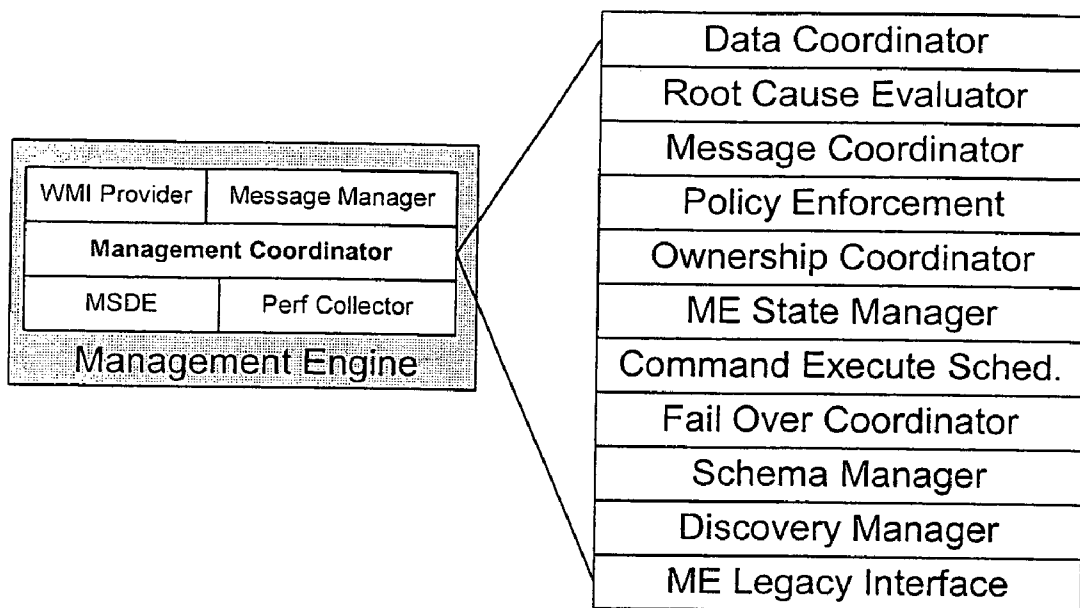 WMI Provider
Message Manager
Management Coordinator
MSDE
Perf Collector
Management Engine
Data Coordinator
Root Cause Evaluator
Message Coordinator
Policy Enforcement
Ownership Coordinator
ME State Manager
Command Execute Sched.
Fail Over Coordinator
Schema Manager
Discovery Manager
ME Legacy Interface